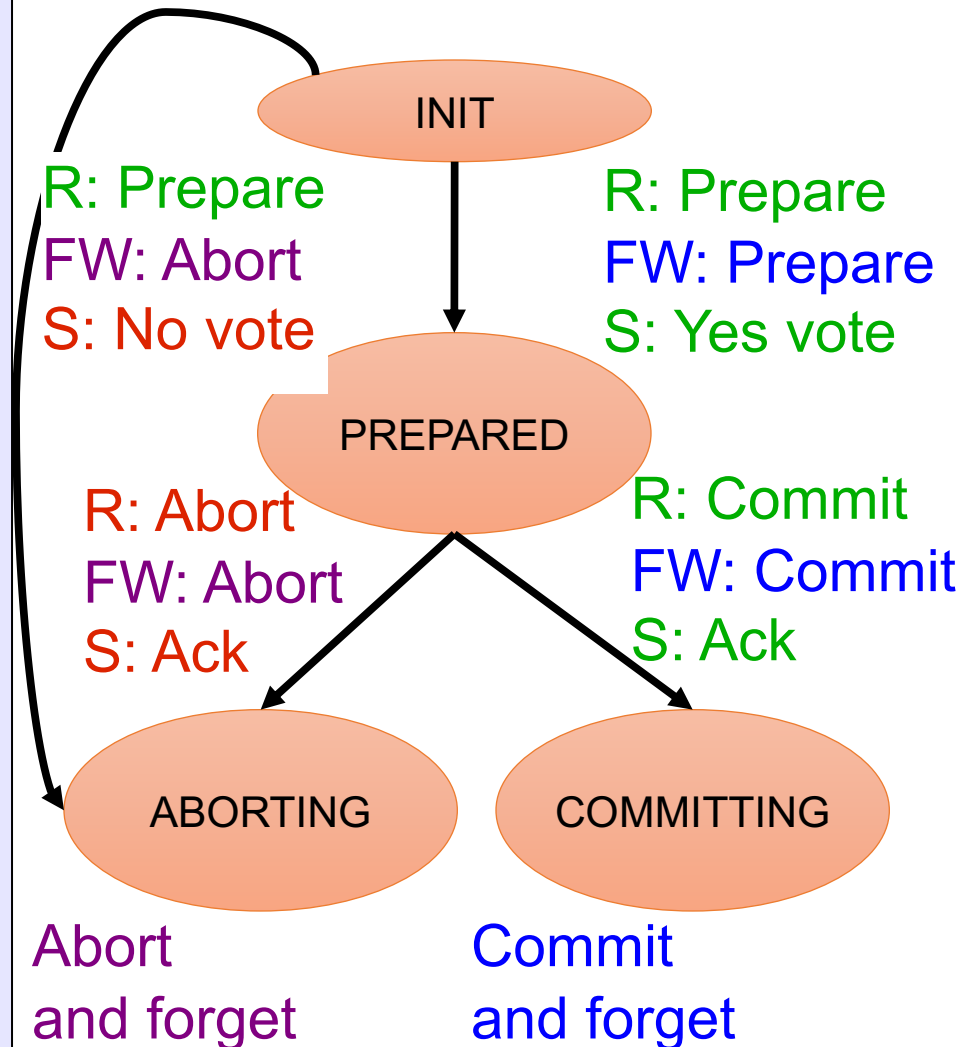 INIT
R: Prepare
FW: Abort
S: No vote
R: Prepare
FW: Prepare
S: Yes vote
PREPARED
R: Abort
FW: Abort
S: Ack
R: Commit
FW: Commit
S: Ack
ABORTING
COMMITTING
Abort
and forget
Commit
and forget